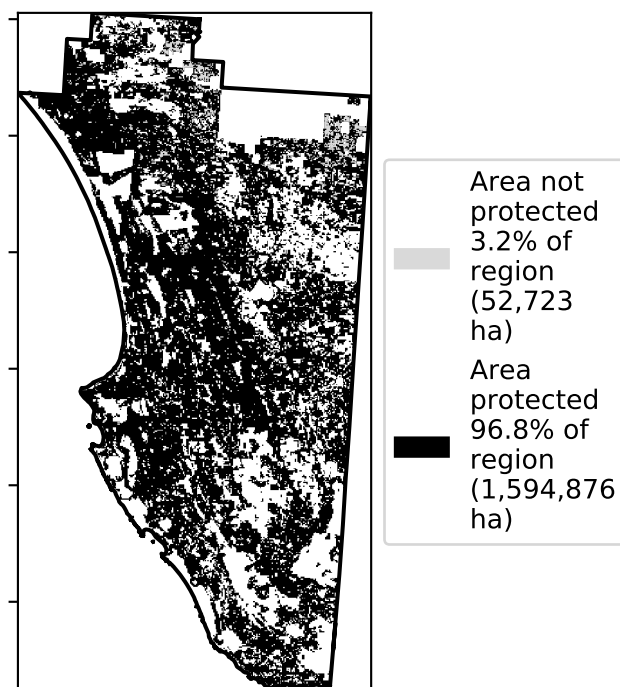 Area not
protected
3.2% of
region
(52,723
ha)
Area
protected
96.8% of
region
(1,594,876
ha)